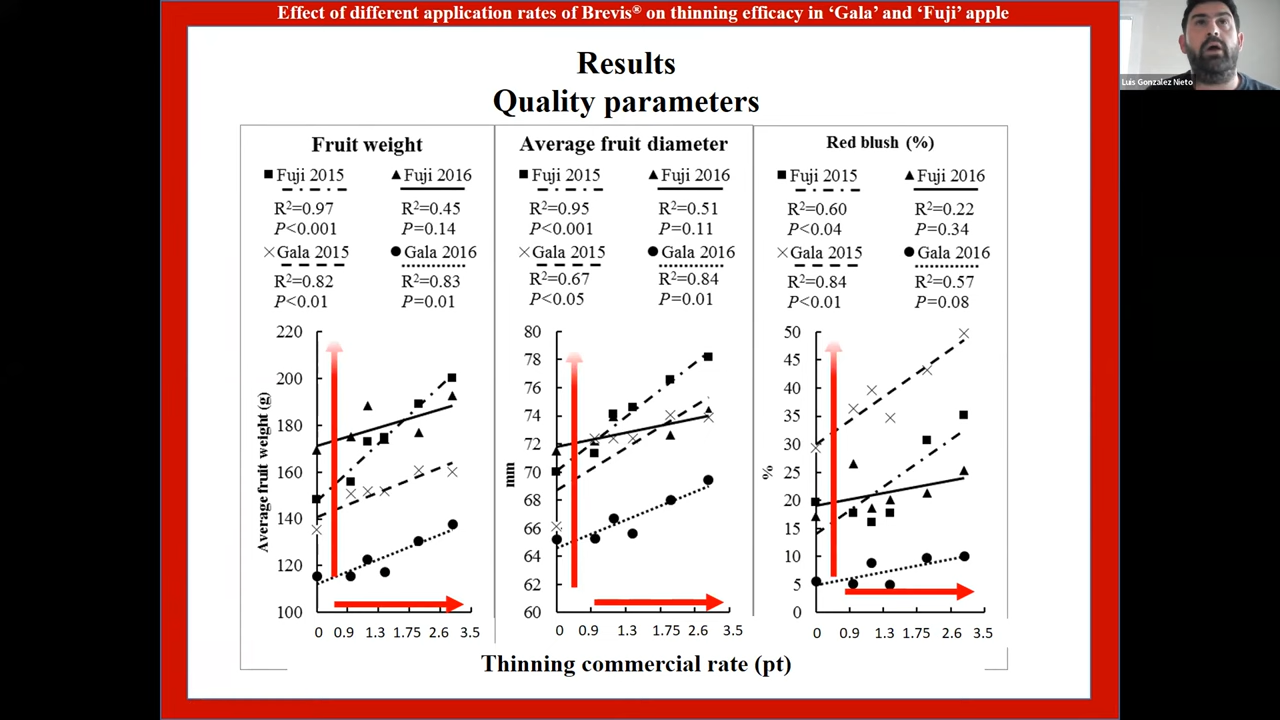 Effect of different application rates of Brevis® on thinning efficacy in ‘Gala’ and ‘Fuji’ apple
Luis Gonzalez Nieto
Results
Quality parameters
Fruit weight
Fuji 2015 Fuji 2016
R²=0.97 R²=0.45
P<0.001 P=0.14
Gala 2015 Gala 2016
R²=0.82 R²=0.83
P<0.01 P=0.01
220
200
180
160
140
120
100
Average fruit weight (g)
0 0.9 1.3 1.75 2.6 3.5
Average fruit diameter
Fuji 2015 Fuji 2016
R²=0.95 R²=0.51
P<0.001 P=0.11
Gala 2015 Gala 2016
R²=0.67 R²=0.84
P<0.05 P=0.01
80
78
76
74
72
70
68
66
64
62
60
mm
0 0.9 1.3 1.75 2.6 3.5
Red blush (%)
Fuji 2015 Fuji 2016
R²=0.60 R²=0.22
P<0.04 P=0.34
Gala 2015 Gala 2016
R²=0.84 R²=0.57
P<0.01 P=0.08
50
45
40
35
30
25
20
15
10
5
0
%
0 0.9 1.3 1.75 2.6 3.5
Thinning commercial rate (pt)